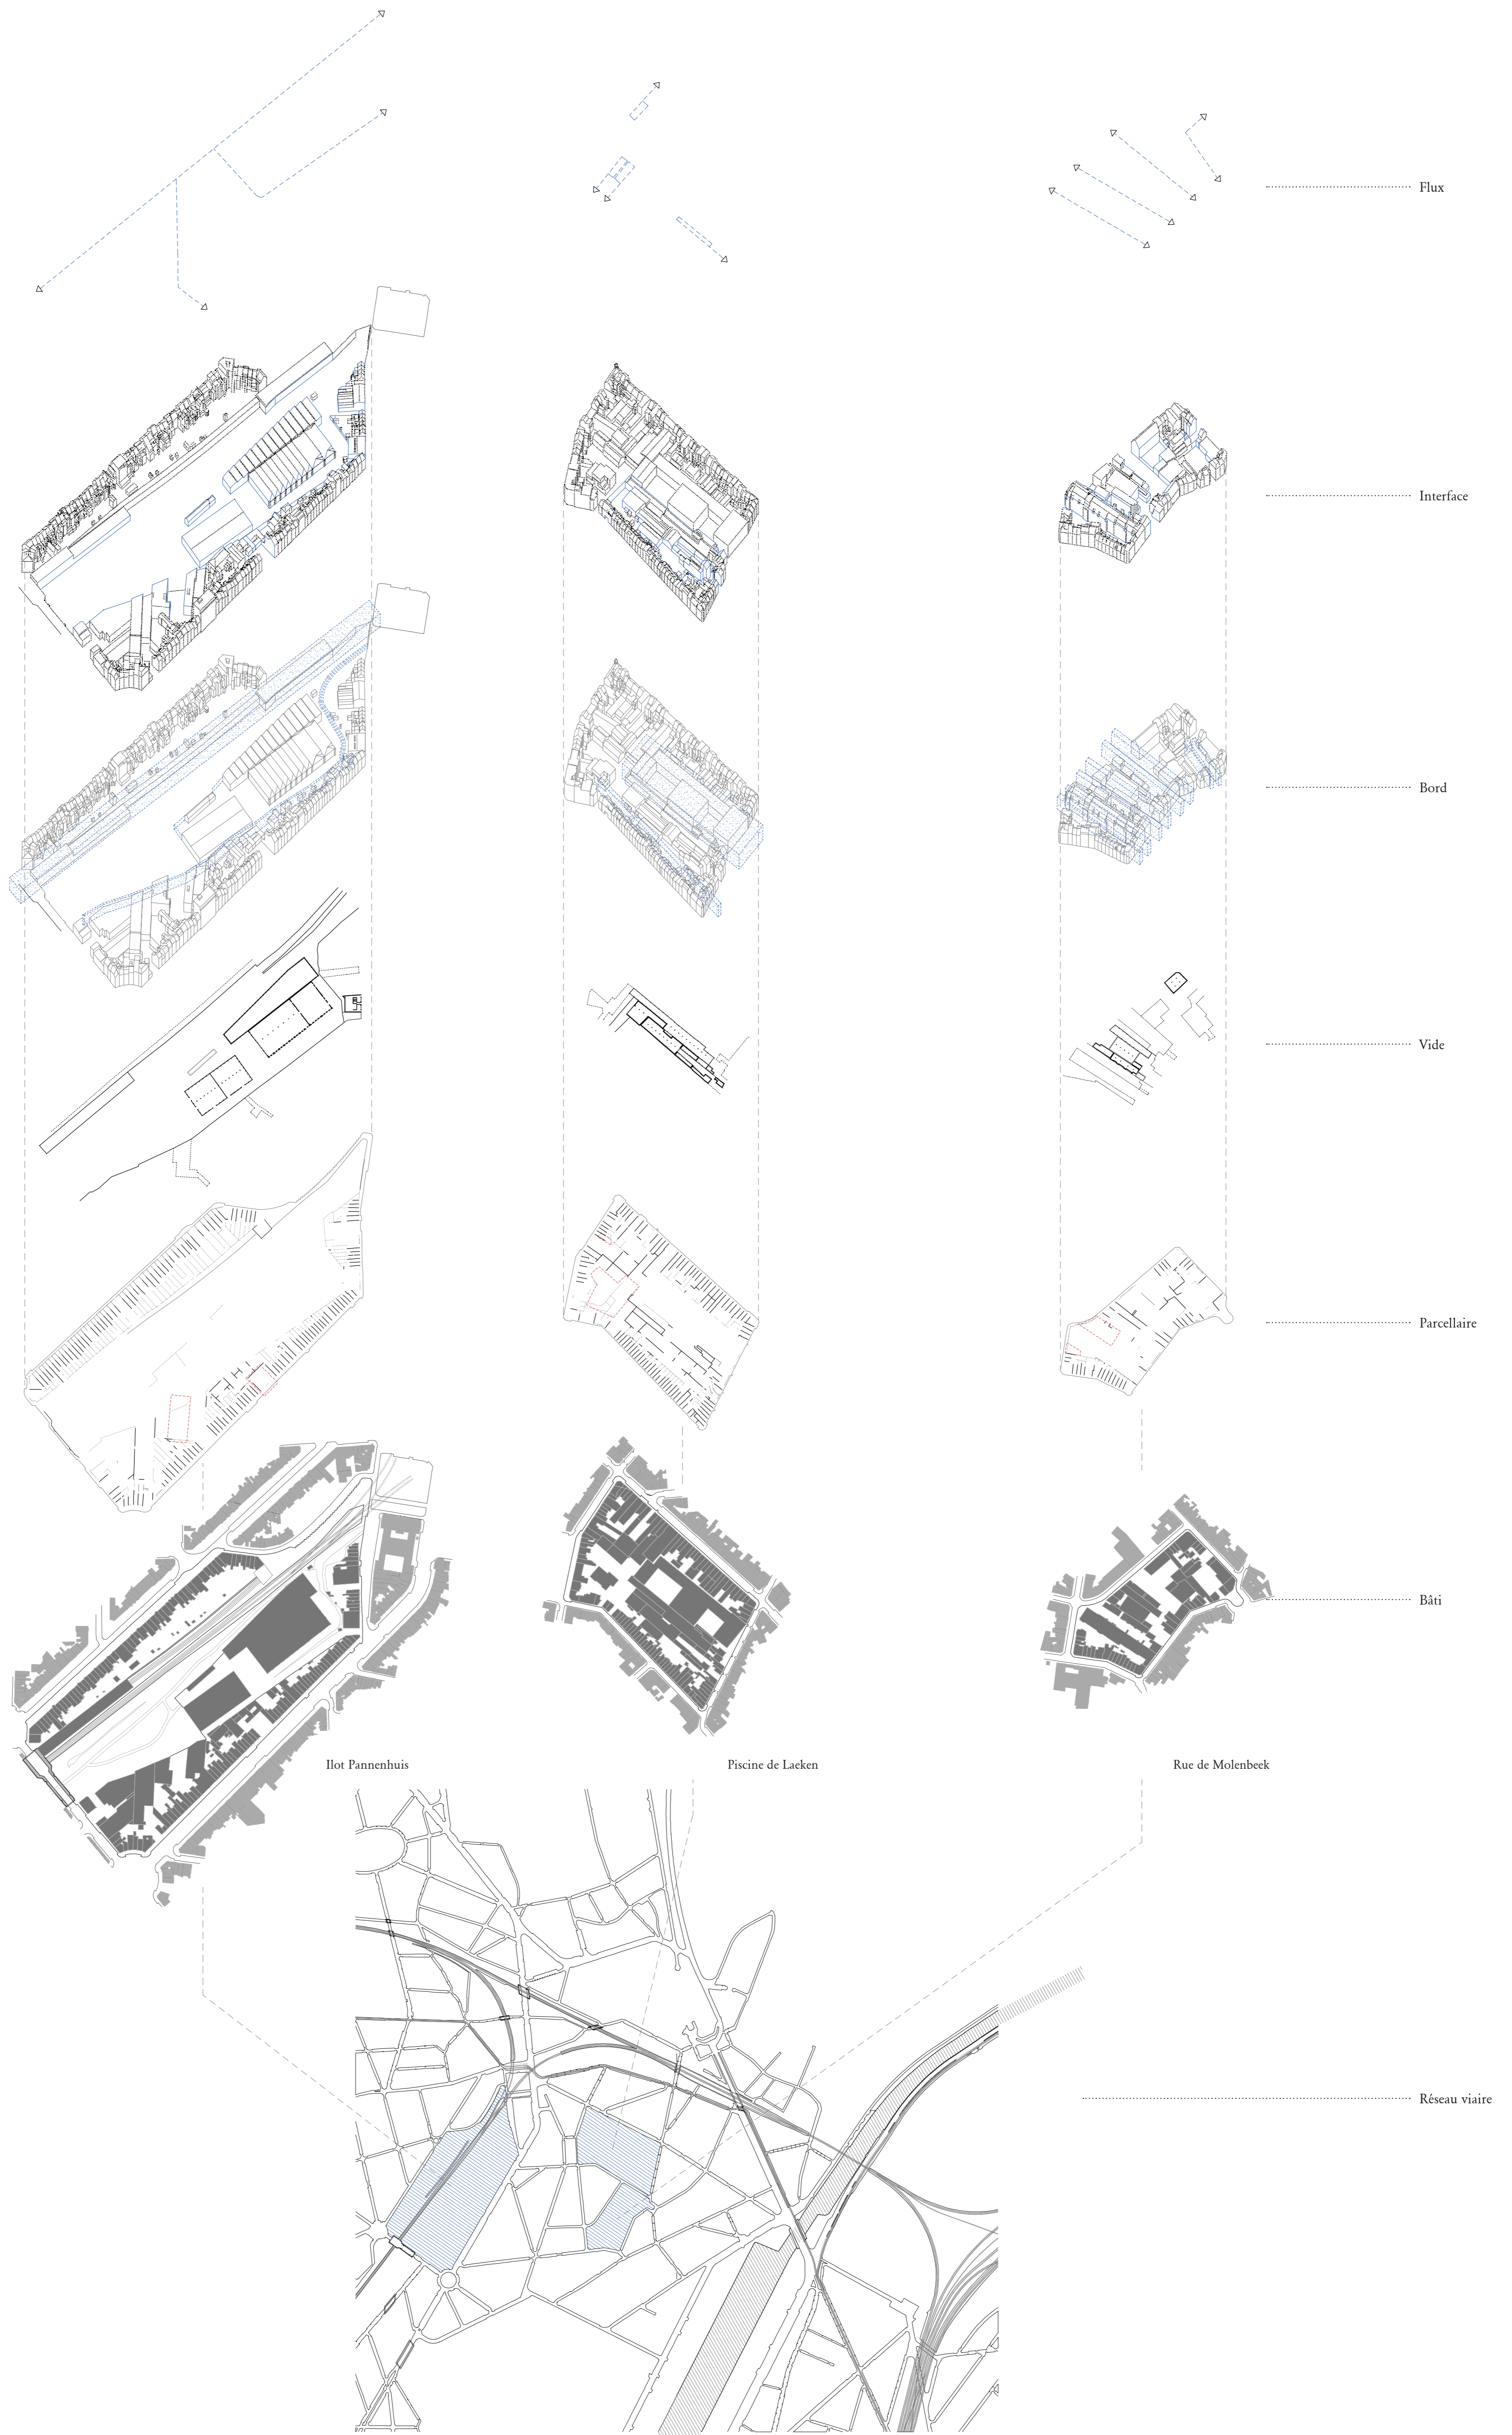 Flux
Interface
Bord
Vide
Parcellaire
Bâti
Ilot Pannenhuis
Piscine de Laeken
Rue de Molenbeek
Réseau viaire